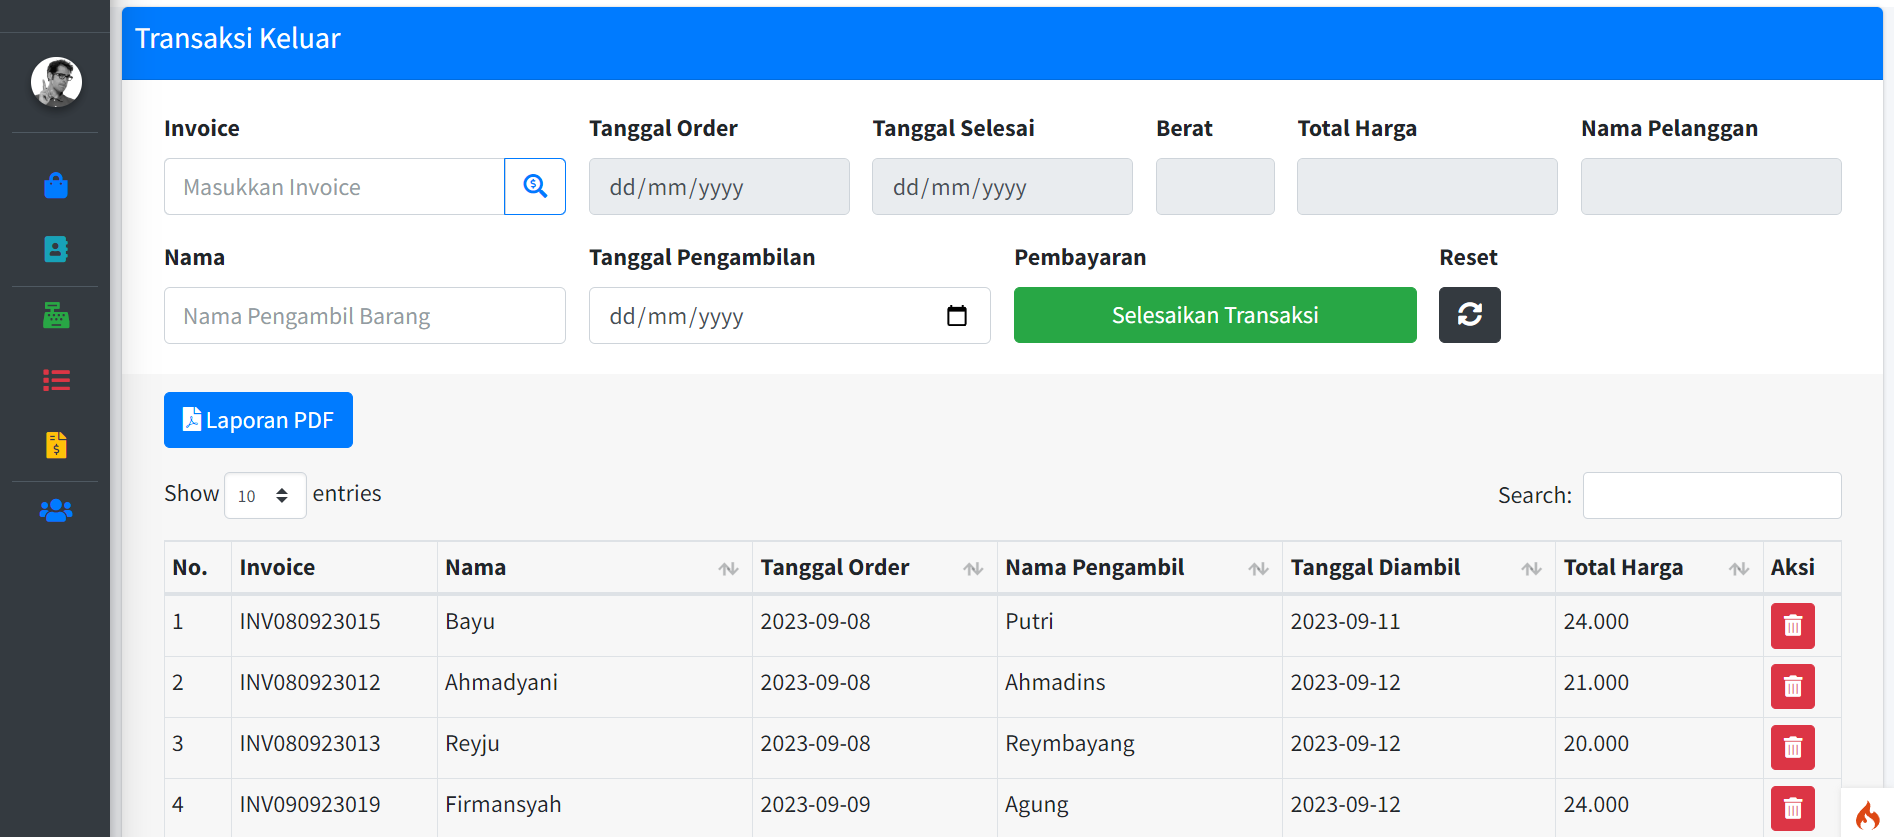 Transaksi Keluar
Invoice Tanggal Order Tanggal Selesai Berat Total Harga Nama Pelanggan
Masukkan Invoice dd/mm/yyyy dd/mm/yyyy
Nama Tanggal Pengambilan Pembayaran Reset
Nama Pengambil Barang dd/mm/yyyy Selesaikan Transaksi
Laporan PDF
Show 10 entries Search:
No. Invoice Nama Tanggal Order Nama Pengambil Tanggal Diambil Total Harga Aksi
1 INV080923015 Bayu 2023-09-08 Putri 2023-09-11 24.000
2 INV080923012 Ahmadyani 2023-09-08 Ahmadins 2023-09-12 21.000
3 INV080923013 Reyju 2023-09-08 Reymbayang 2023-09-12 20.000
4 INV090923019 Firmansyah 2023-09-09 Agung 2023-09-12 24.000